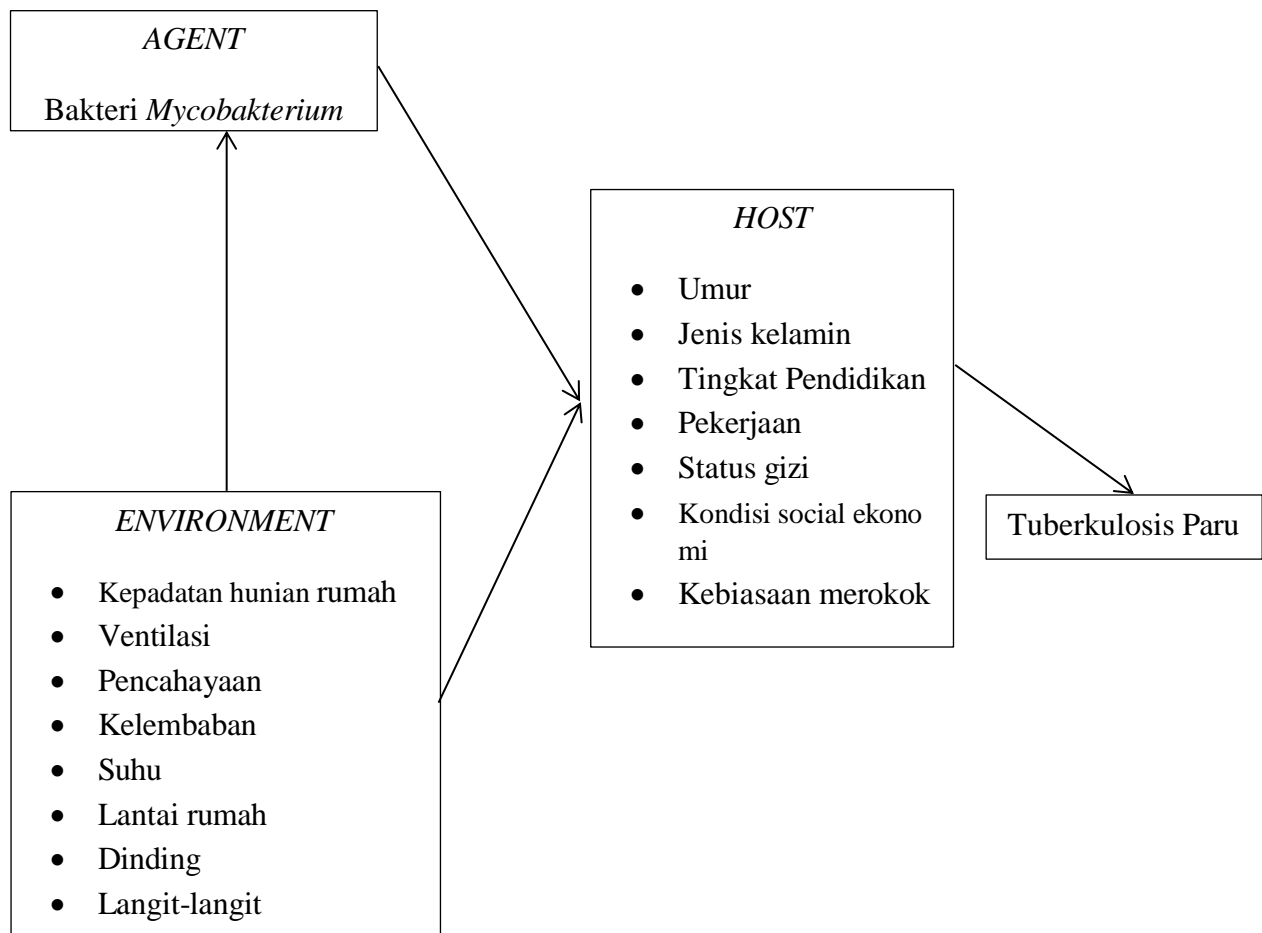 AGENT
Bakteri Mycobakterium
HOST
• Umur
• Jenis kelamin
• Tingkat Pendidikan
• Pekerjaan
• Status gizi
• Kondisi social ekono
mi
• Kebiasaan merokok
ENVIRONMENT
• Kepadatan hunian rumah
• Ventilasi
• Pencahayaan
• Kelembaban
• Suhu
• Lantai rumah
• Dinding
• Langit-langit
Tuberkulosis Paru